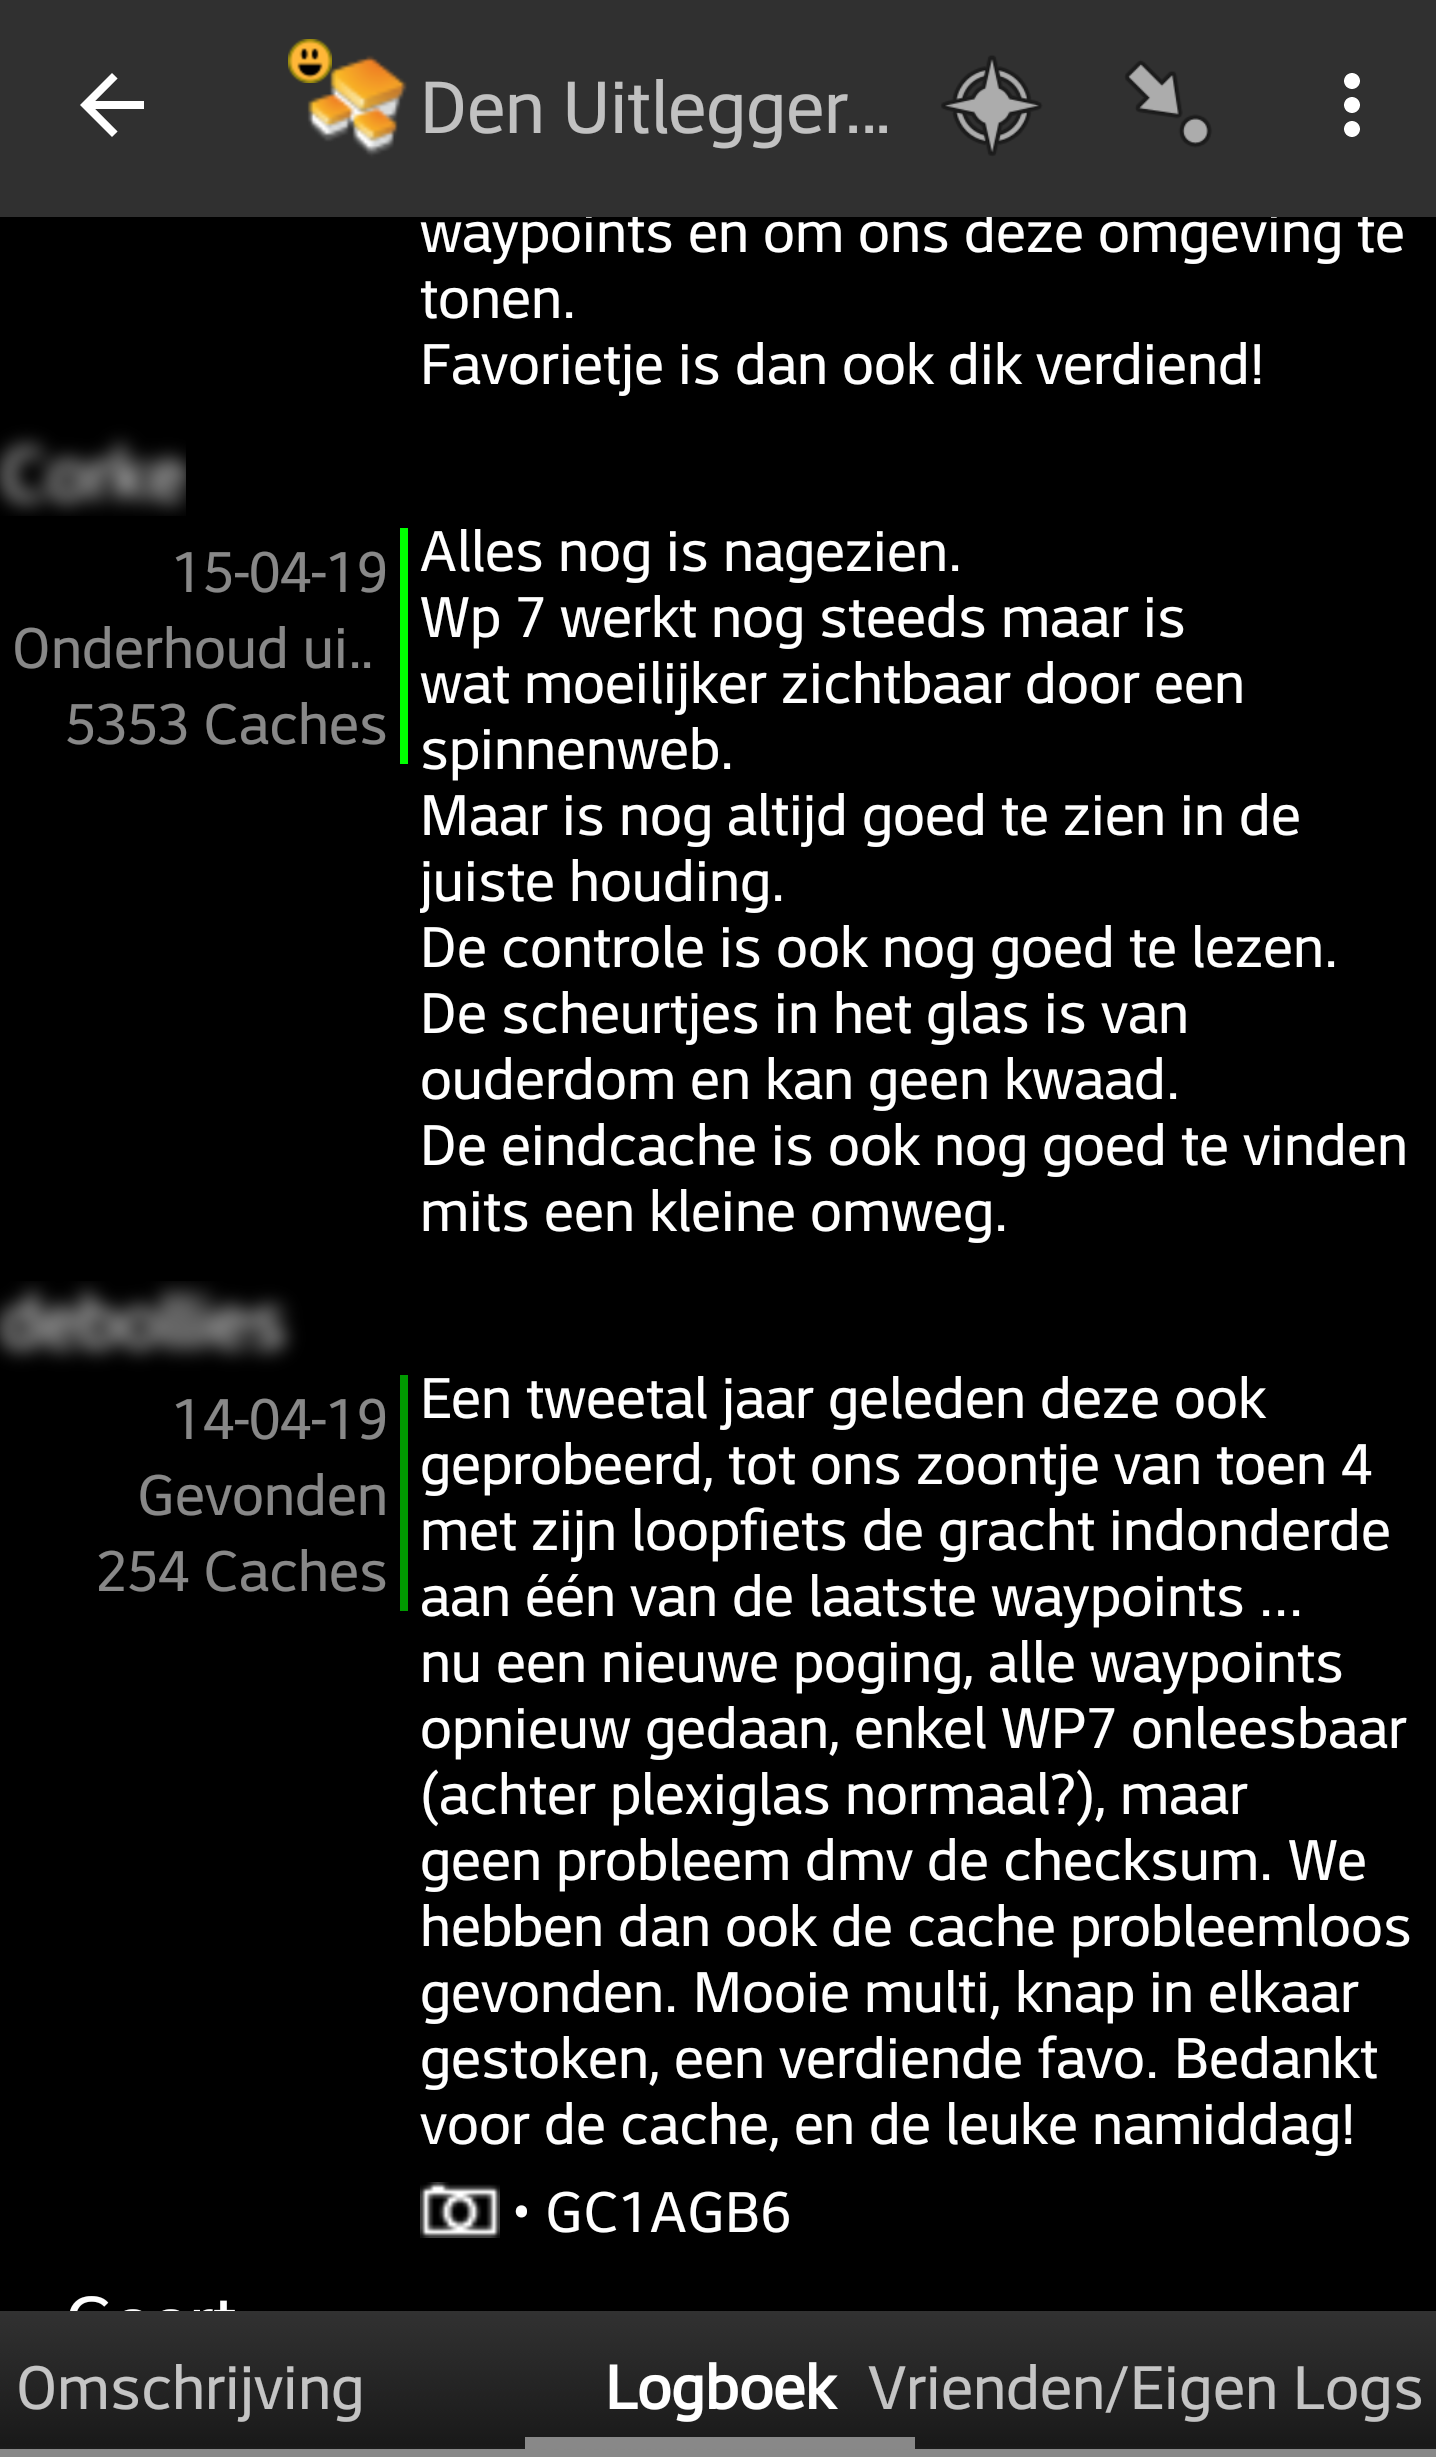 Den Uitlegger...
waypoints en om ons deze omgeving te
tonen.
Favorietje is dan ook dik verdiend!
15-04-19
Onderhoud ui..
5353 Caches
Alles nog is nagezien.
Wp 7 werkt nog steeds maar is
wat moeilijker zichtbaar door een
spinnenweb.
Maar is nog altijd goed te zien in de
juiste houding.
De controle is ook nog goed te lezen.
De scheurtjes in het glas is van
ouderdom en kan geen kwaad.
De eindcache is ook nog goed te vinden
mits een kleine omweg.
14-04-19
Gevonden
254 Caches
Een tweetal jaar geleden deze ook
geprobeerd, tot ons zoontje van toen 4
met zijn loopfiets de gracht indonderde
aan één van de laatste waypoints ...
nu een nieuwe poging, alle waypoints
opnieuw gedaan, enkel WP7 onleesbaar
(achter plexiglas normaal?), maar
geen probleem dmv de checksum. We
hebben dan ook de cache probleemloos
gevonden. Mooie multi, knap in elkaar
gestoken, een verdiende favo. Bedankt
voor de cache, en de leuke namiddag!
• GC1AGB6
Omschrijving
Logboek
Vrienden/Eigen Logs